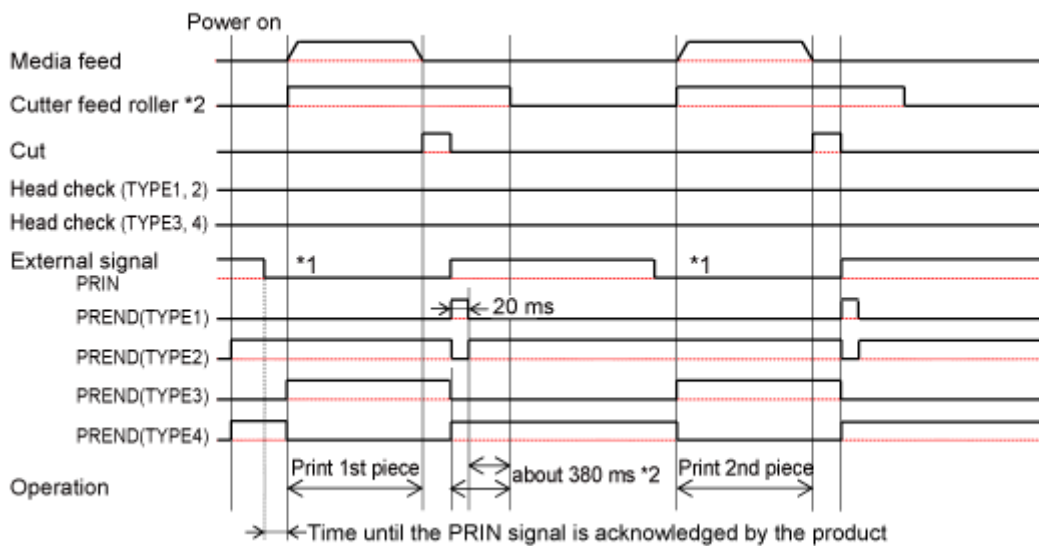 Power on
Media feed
Cutter feed roller *2
Cut
Head check (TYPE1, 2)
Head check (TYPE3, 4)
External signal
PRIN
*1
*1
20 ms
PREND(TYPE1)
PREND(TYPE2)
PREND(TYPE3)
PREND(TYPE4)
Operation
Print 1st piece
about 380 ms *2
Print 2nd piece
Time until the PRIN signal is acknowledged by the product